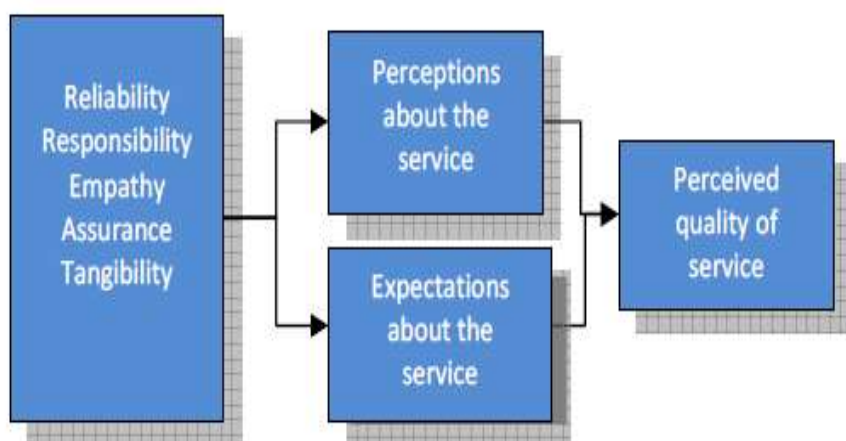 Reliability
Responsibility
Empathy
Assurance
Tangibility
Perceptions
about the
service
Expectations
about the
service
Perceived
quality of
service